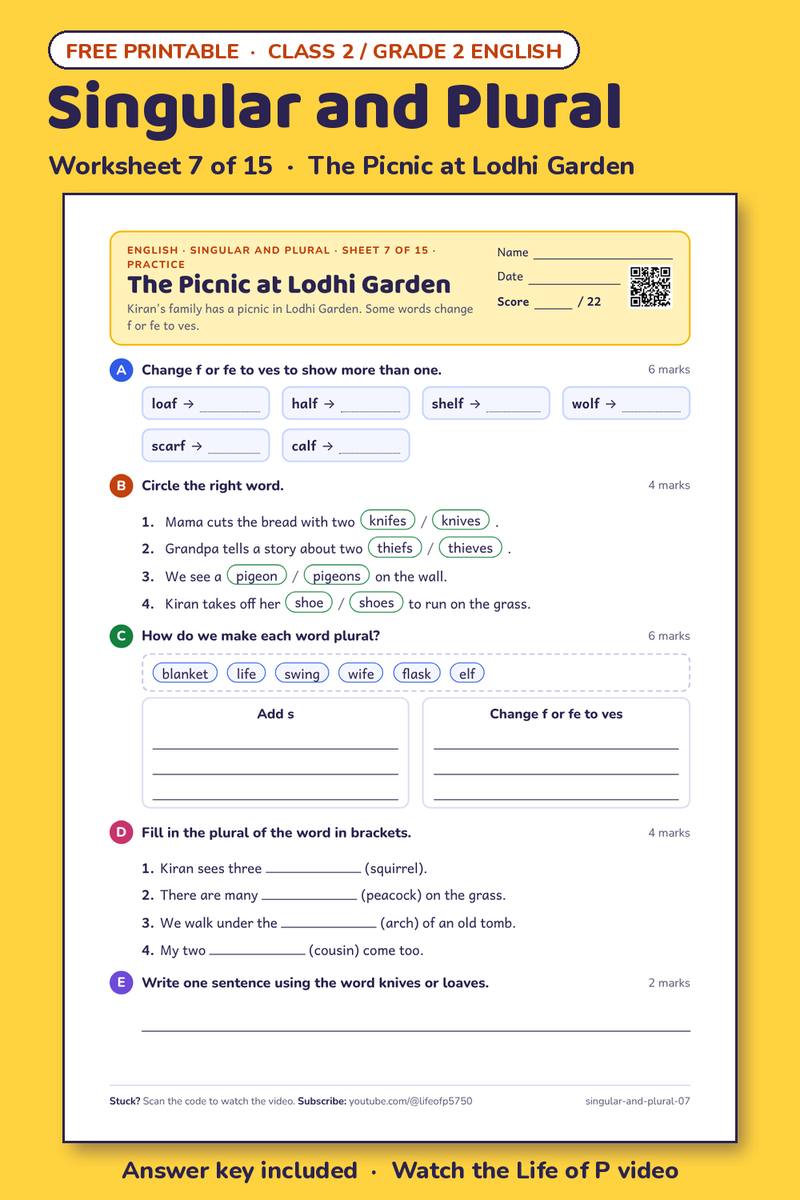 FREE PRINTABLE · CLASS 2 / GRADE 2 ENGLISH
Singular and Plural
Worksheet 7 of 15 · The Picnic at Lodhi Garden
ENGLISH · SINGULAR AND PLURAL · SHEET 7 OF 15 ·
PRACTICE
The Picnic at Lodhi Garden
Kiran's family has a picnic in Lodhi Garden. Some words change
f or fe to ves.
Name
Date
Score / 22
A Change f or fe to ves to show more than one. 6 marks
loaf → half → shelf → wolf →
scarf → calf →
B Circle the right word. 4 marks
1. Mama cuts the bread with two knifes / knives .
2. Grandpa tells a story about two thiefs / thieves .
3. We see a pigeon / pigeons on the wall.
4. Kiran takes off her shoe / shoes to run on the grass.
C How do we make each word plural? 6 marks
blanket life swing wife flask elf
Add s Change f or fe to ves
D Fill in the plural of the word in brackets. 4 marks
1. Kiran sees three ____ (squirrel).
2. There are many ____ (peacock) on the grass.
3. We walk under the ____ (arch) of an old tomb.
4. My two ____ (cousin) come too.
E Write one sentence using the word knives or loaves. 2 marks
Stuck? Scan the code to watch the video. Subscribe: youtube.com/@lifeofp5750 singular-and-plural-07
Answer key included · Watch the Life of P video